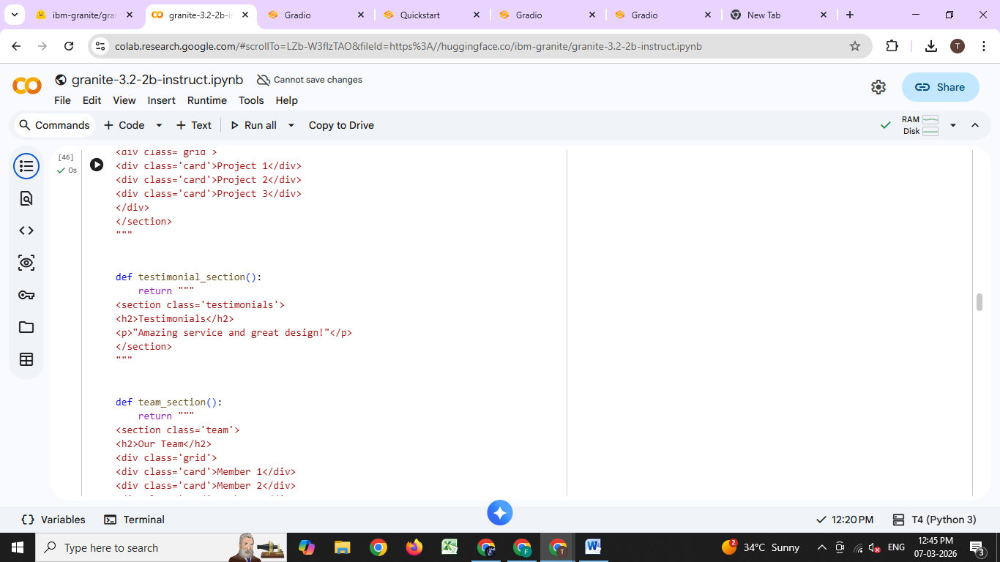 ibm-granite/gra
granite-3.2-2b-i
Gradio
Quickstart
Gradio
Gradio
New Tab
colab.research.google.com/#scrollTo=LZb-W3fIzTAO&fileId=https%3A//huggingface.co/ibm-granite/granite-3.2-2b-instruct.ipynb
T
granite-3.2-2b-instruct.ipynb
Cannot save changes
File Edit View Insert Runtime Tools Help
Share
Commands + Code + Text Run all Copy to Drive
RAM
Disk
[46]
0s
<div class='grid'>
<div class='card'>Project 1</div>
<div class='card'>Project 2</div>
<div class='card'>Project 3</div>
</div>
</section>
"""
def testimonial_section():
return """
<section class='testimonials'>
<h2>Testimonials</h2>
<p>"Amazing service and great design!"</p>
</section>
"""
def team_section():
return """
<section class='team'>
<h2>Our Team</h2>
<div class='grid'>
<div class='card'>Member 1</div>
<div class='card'>Member 2</div>
Variables Terminal
12:20 PM
T4 (Python 3)
Type here to search
34°C Sunny
ENG
12:45 PM
07-03-2026